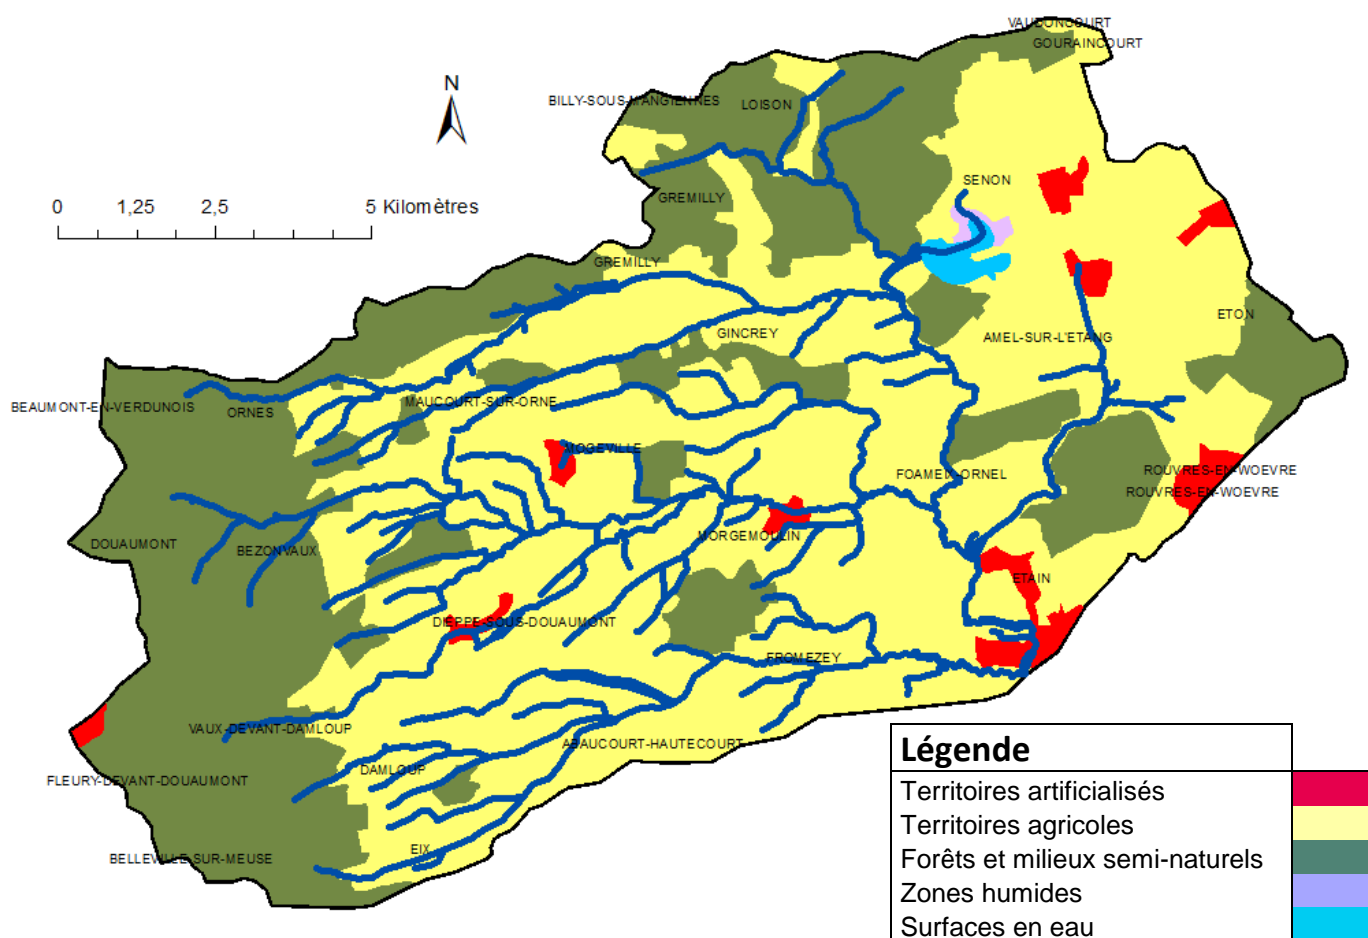 VAUDONCOURT
GOURAINCOURT
N
BILLY-SOUS-MANGIENNES
LOISON
SENON
0 1,25 2,5 5 Kilomètres
GREMILLY
GREMILLY
ETON
GINCREY
AMEL-SUR-L'ETANG
BEAUMONT-EN-VERDUNOIS
ORNES
MAUCOURT-SUR-ORNE
MOGEVILLE
FOAMEIX-ORNEL
ROUVRES-EN-WOEVRE
ROUVRES-EN-WOEVRE
DOUAUMONT
BEZONVAUX
MORGEMOULIN
ETAIN
DIEPPE-SOUS-DOUAUMONT
FROMEZEY
VAUX-DEVANT-DAMLOUP
ABAUCOURT-HAUTECOURT
DAMLOUP
FLEURY-DEVANT-DOUAUMONT
EIX
BELLEVILLE-SUR-MEUSE
Légende
Territoires artificialisés
Territoires agricoles
Forêts et milieux semi-naturels
Zones humides
Surfaces en eau